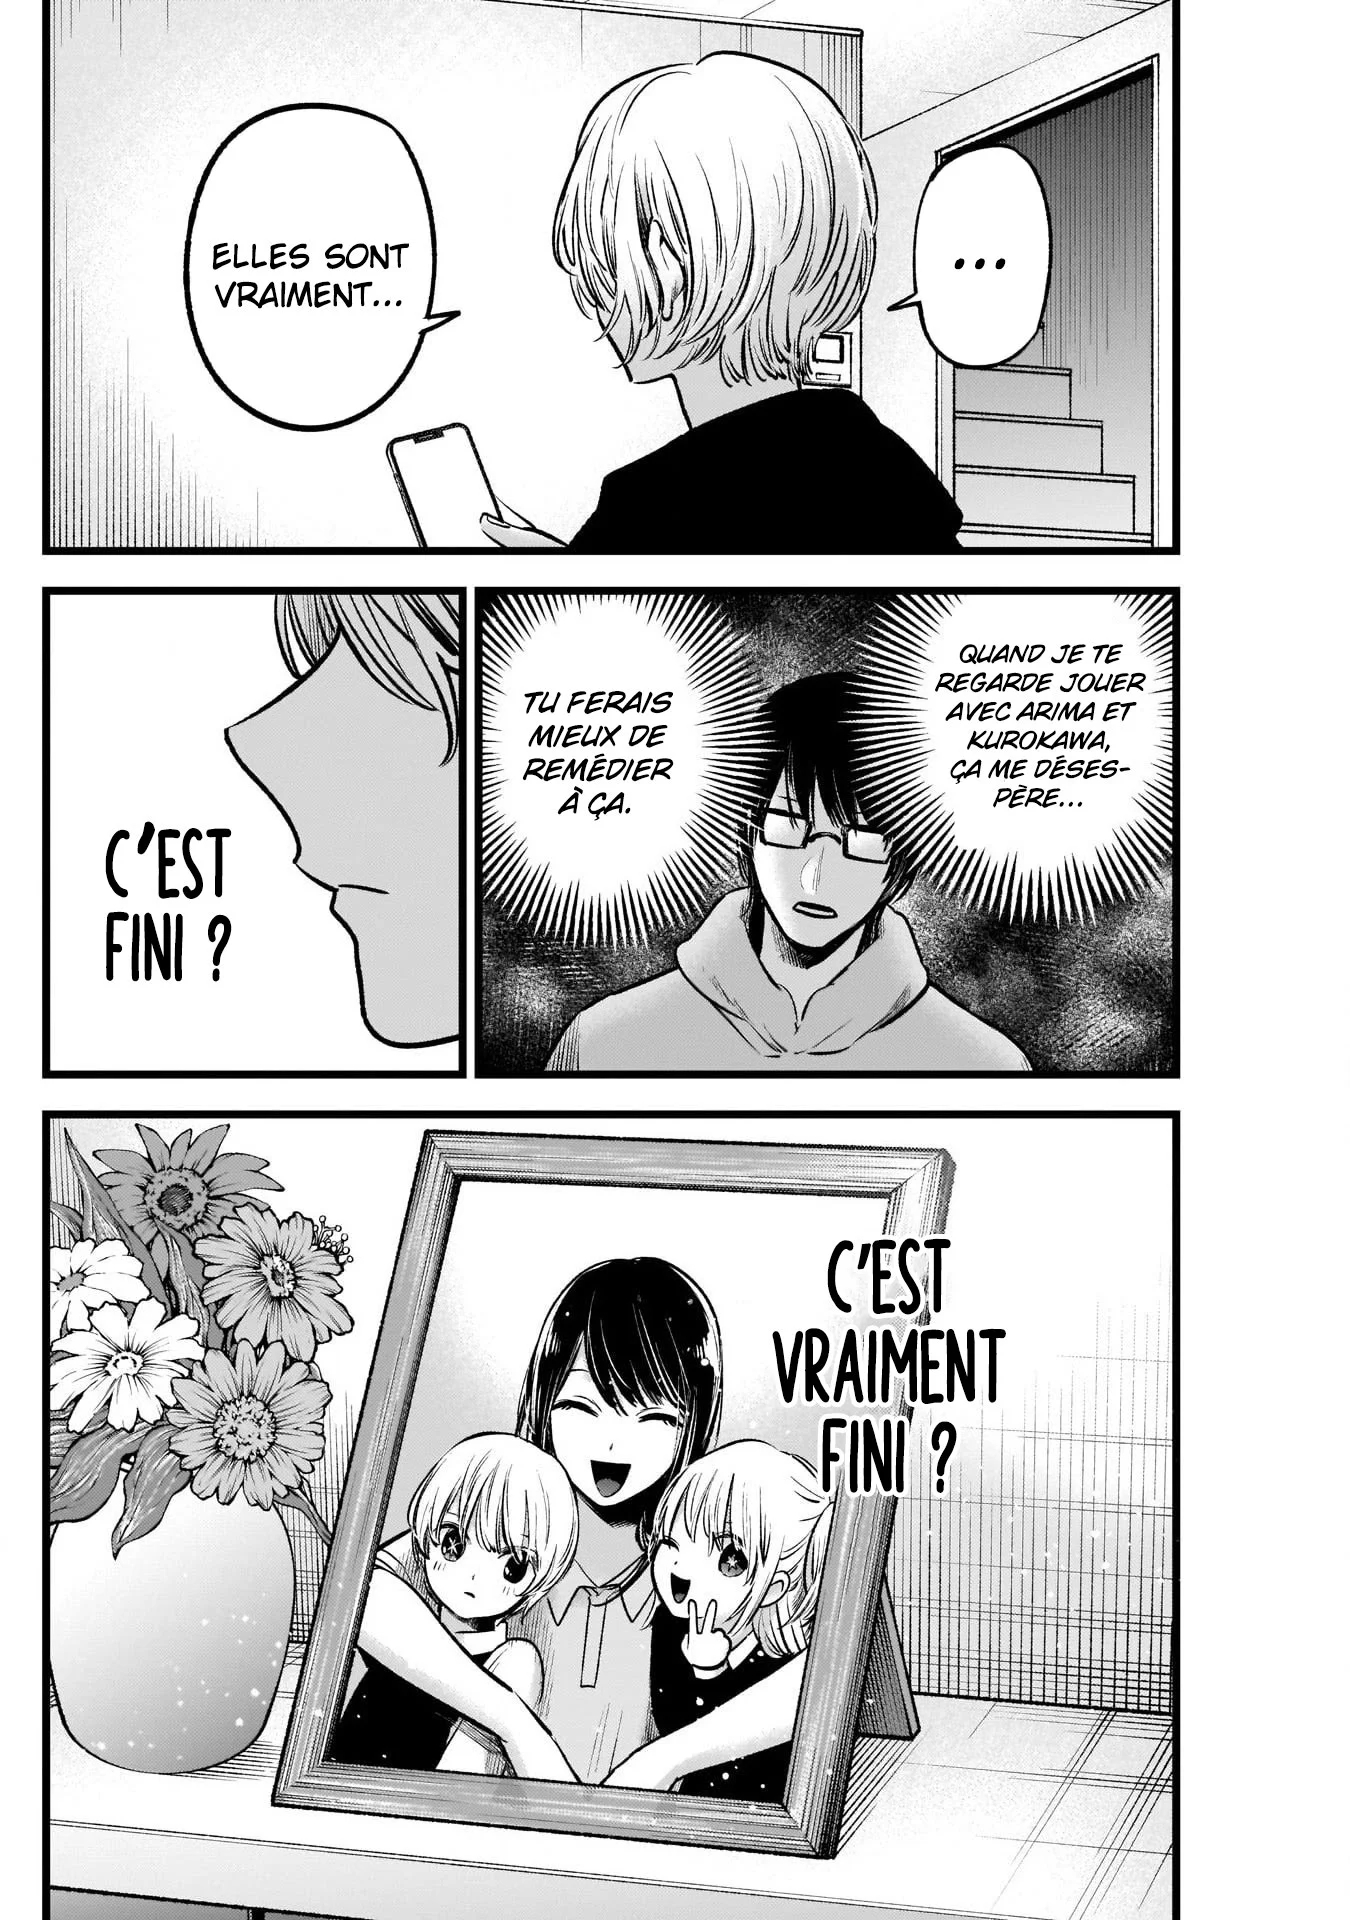 ...
ELLES SONT
VRAIMENT...
QUAND JE TE
REGARDE JOUER
AVEC ARIMA ET
KUROKAWA,
ÇA ME DÉSES-
PÈRE...
TU FERAIS
MIEUX DE
REMÉDIER
À ÇA.
C'EST
FINI ?
C'EST
VRAIMENT
FINI ?